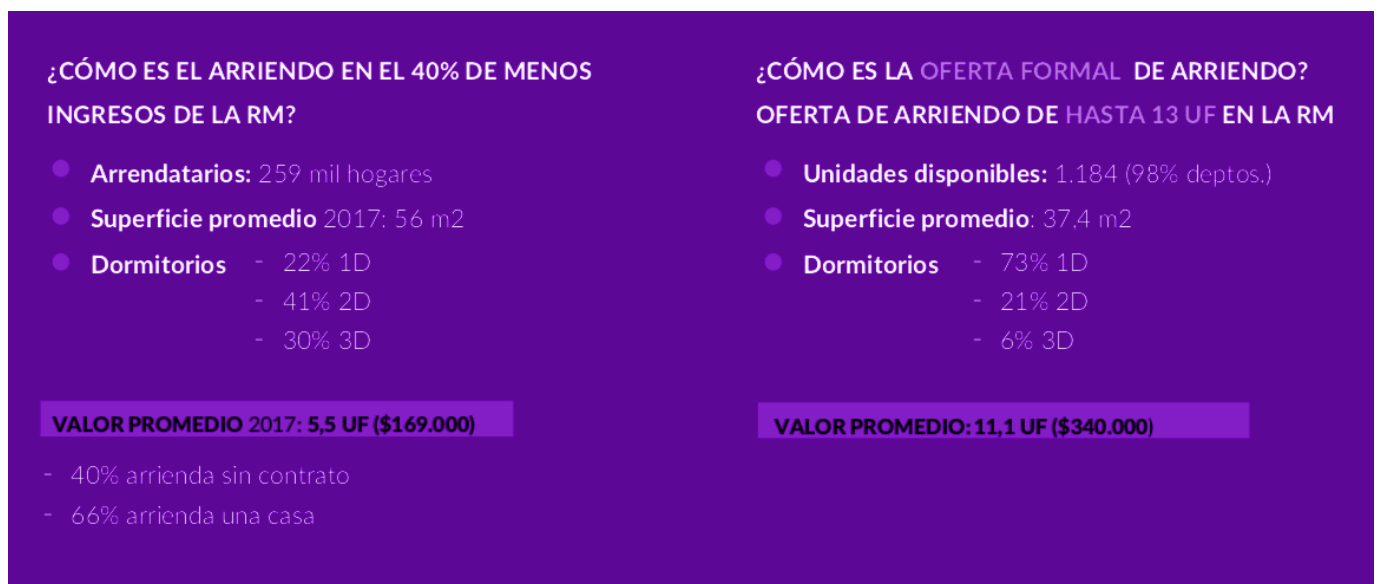 ¿CÓMO ES EL ARRIENDO EN EL 40% DE MENOS
INGRESOS DE LA RM?
Arrendatarios: 259 mil hogares
Superficie promedio 2017: 56 m2
Dormitorios - 22% 1D
- 41% 2D
- 30% 3D
VALOR PROMEDIO 2017: 5,5 UF ($169.000)
- 40% arrienda sin contrato
- 66% arrienda una casa
¿CÓMO ES LA OFERTA FORMAL DE ARRIENDO?
OFERTA DE ARRIENDO DE HASTA 13 UF EN LA RM
Unidades disponibles: 1.184 (98% deptos.)
Superficie promedio: 37,4 m2
Dormitorios - 73% 1D
- 21% 2D
- 6% 3D
VALOR PROMEDIO: 11,1 UF ($340.000)